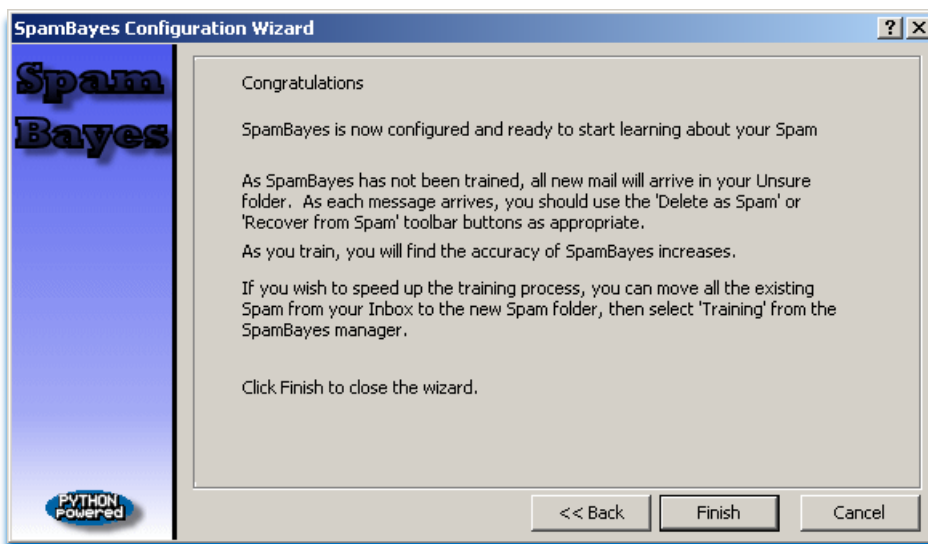 SpamBayes Configuration Wizard
Spam
Bayes
Congratulations
SpamBayes is now configured and ready to start learning about your Spam
As SpamBayes has not been trained, all new mail will arrive in your Unsure
folder.  As each message arrives, you should use the 'Delete as Spam' or
'Recover from Spam' toolbar buttons as appropriate.
As you train, you will find the accuracy of SpamBayes increases.
If you wish to speed up the training process, you can move all the existing
Spam from your Inbox to the new Spam folder, then select 'Training' from the
SpamBayes manager.
Click Finish to close the wizard.
PYTHON
Powered
<< Back
Finish
Cancel